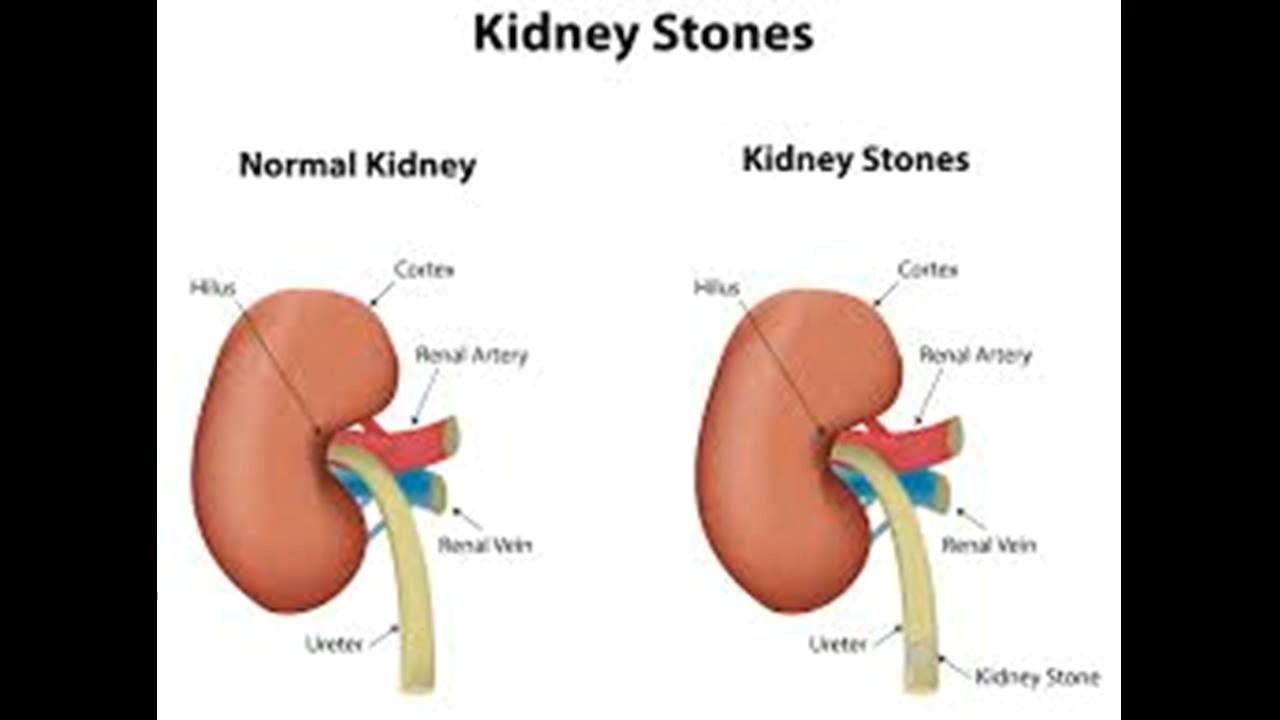 Kidney Stones
Normal Kidney
Hilus
Cortex
Renal Artery
Renal Vein
Ureter
Kidney Stones
Hilus
Cortex
Renal Artery
Renal Vein
Ureter
Kidney Stone